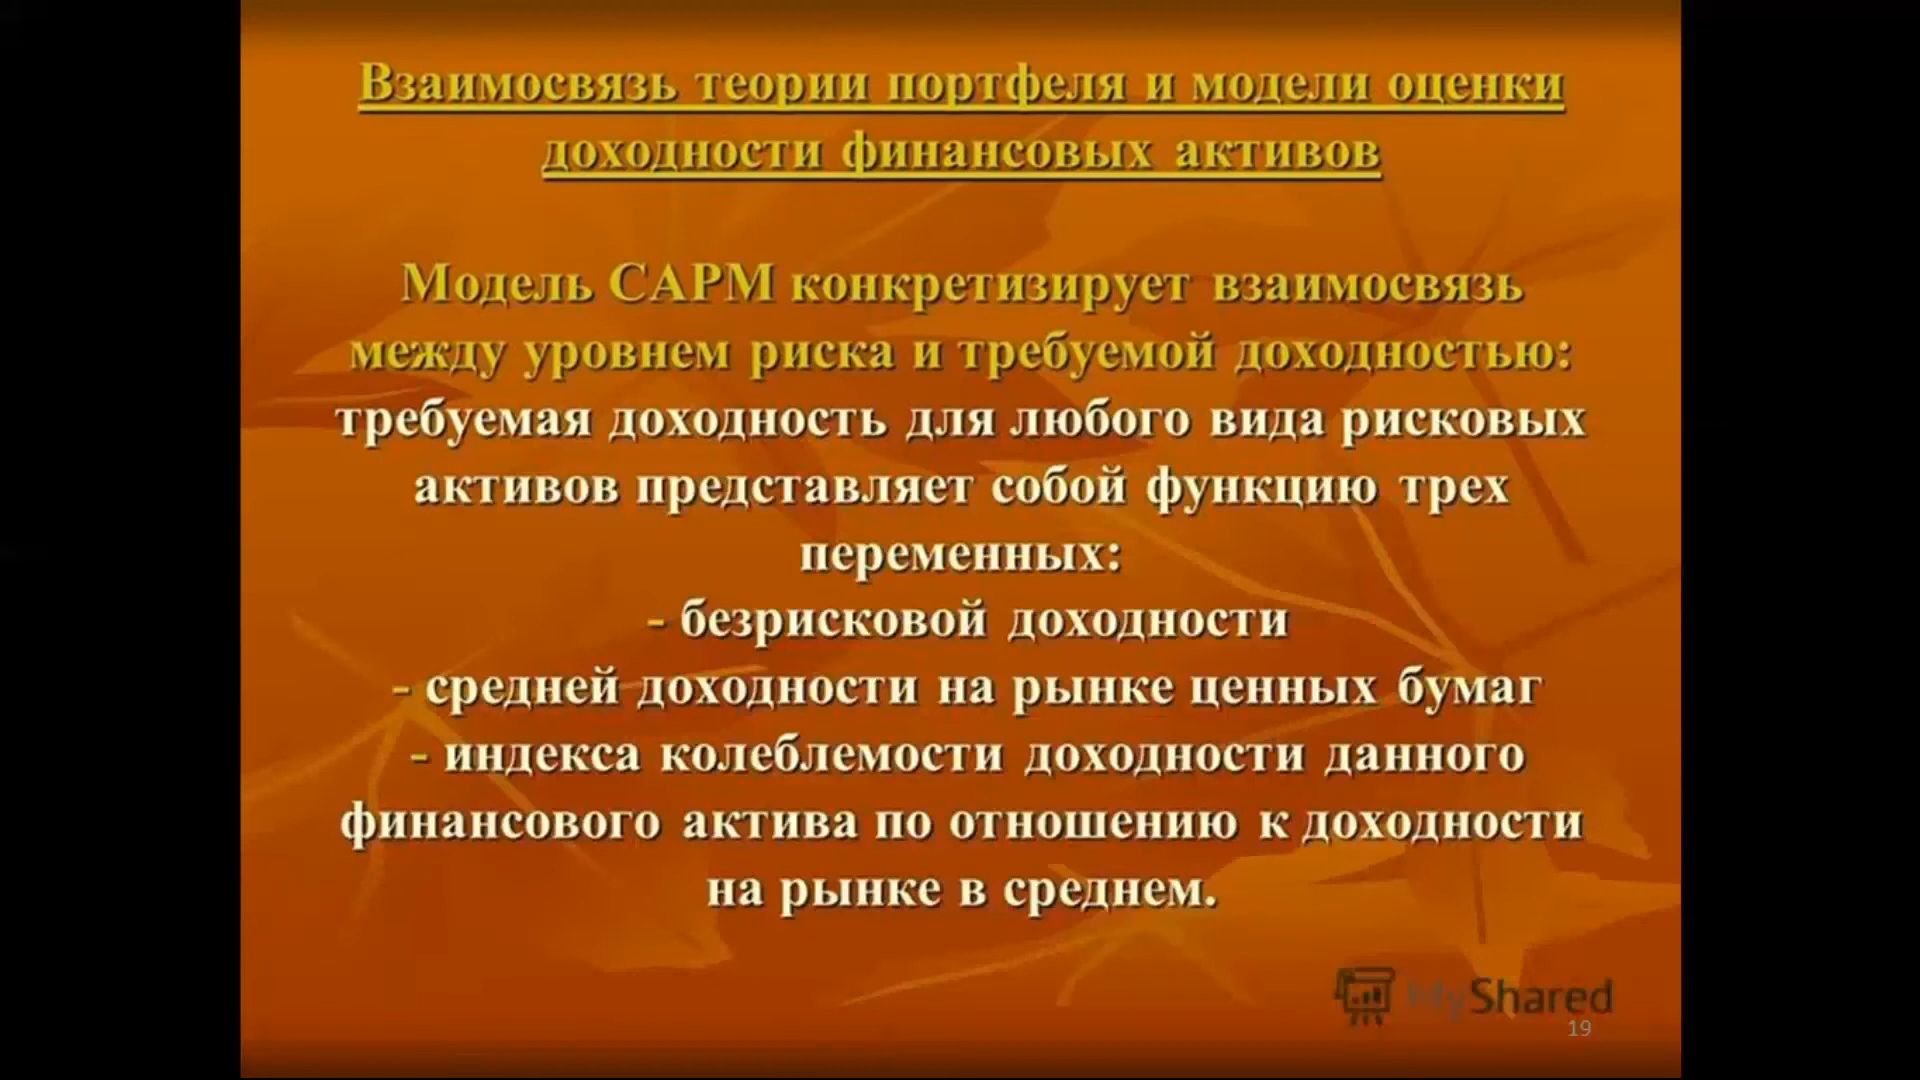 Взаимосвязь теории портфеля и модели оценки
доходности финансовых активов
Модель САРМ конкретизирует взаимосвязь
между уровнем риска и требуемой доходностью:
требуемая доходность для любого вида рисковых
активов представляет собой функцию трех
переменных:
- безрисковой доходности
- средней доходности на рынке ценных бумаг
- индекса колеблемости доходности данного
финансового актива по отношению к доходности
на рынке в среднем.
MyShared
19